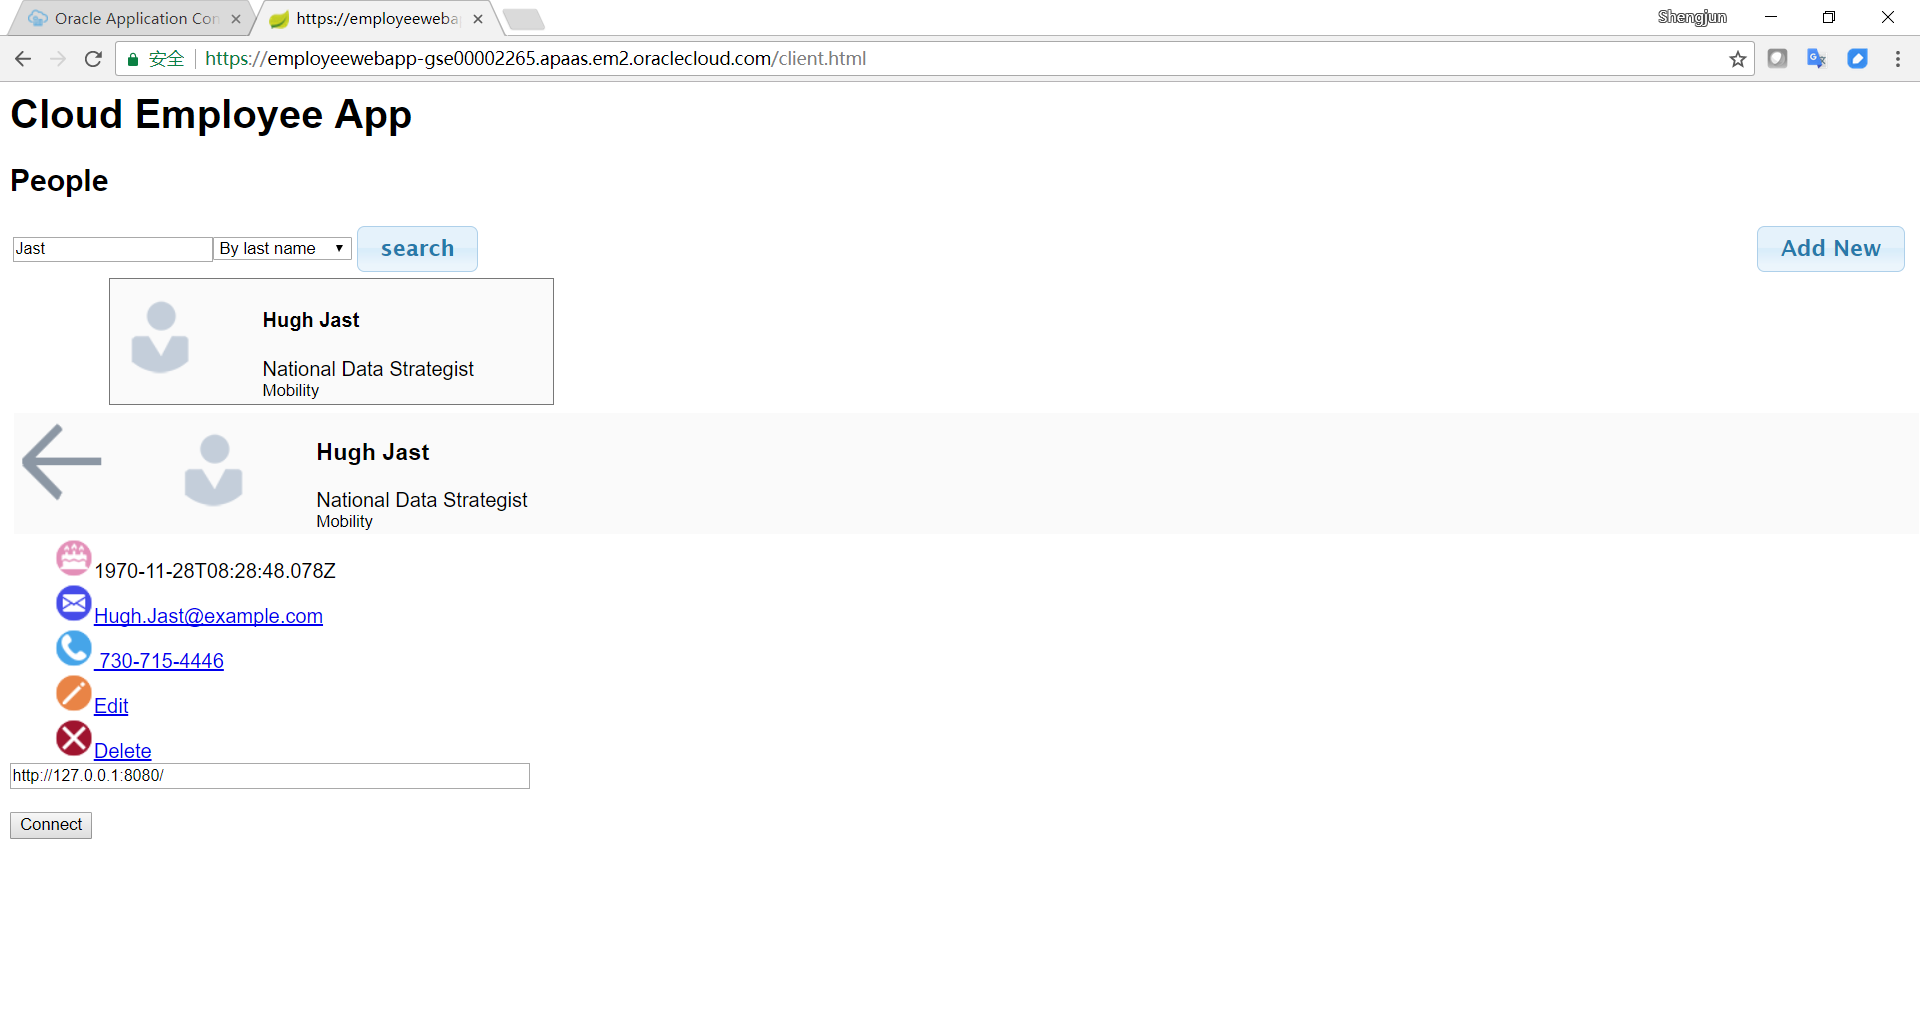 Oracle Application Con
https://employeeweba
Shengjun
安全
https://employeewebapp-gse00002265.apaas.em2.oraclecloud.com/client.html
Cloud Employee App
People
Jast
By last name
search
Add New
Hugh Jast
National Data Strategist
Mobility
Hugh Jast
National Data Strategist
Mobility
1970-11-28T08:28:48.078Z
Hugh.Jast@example.com
730-715-4446
Edit
Delete
http://127.0.0.1:8080/
Connect